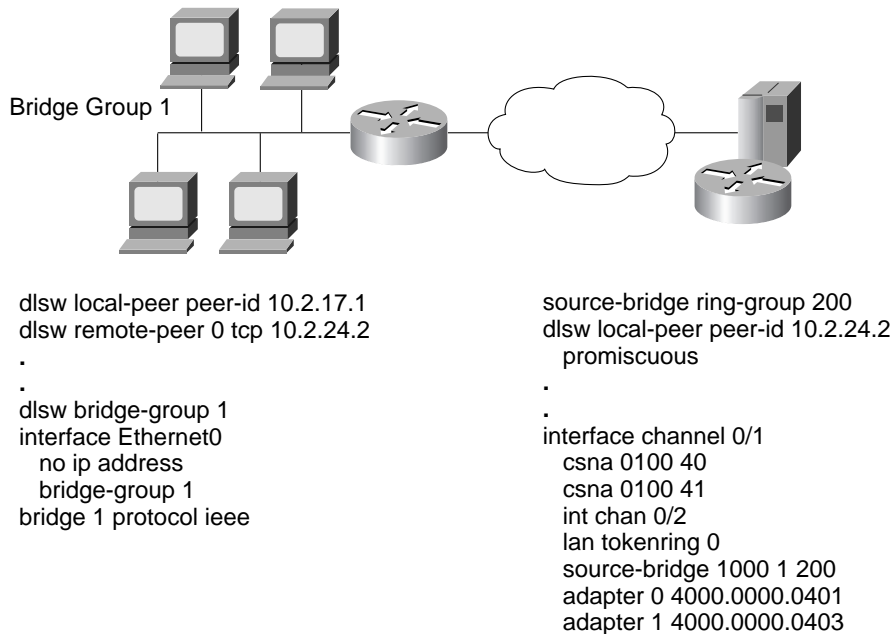 Bridge Group 1
dlsw local-peer peer-id 10.2.17.1
dlsw remote-peer 0 tcp 10.2.24.2
.
.
dlsw bridge-group 1
interface Ethernet0
no ip address
bridge-group 1
bridge 1 protocol ieee
source-bridge ring-group 200
dlsw local-peer peer-id 10.2.24.2
promiscuous
.
.
interface channel 0/1
csna 0100 40
csna 0100 41
int chan 0/2
lan tokenring 0
source-bridge 1000 1 200
adapter 0 4000.0000.0401
adapter 1 4000.0000.0403